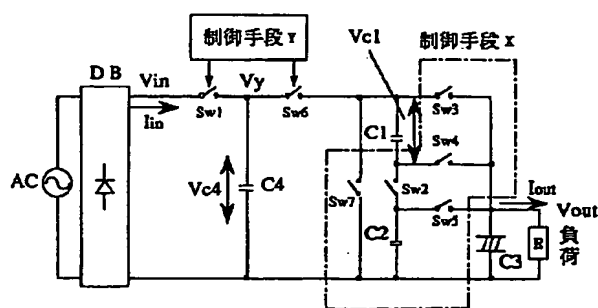 制御手段Y
Vc1
制御手段X
DB
Vin
Iin
Sw1
Vy
Sw6
C1
Sw3
Sw4
AC
Vc4
C4
Sw7
Sw2
Sw5
Iout
Vout
C2
C3
R
負荷